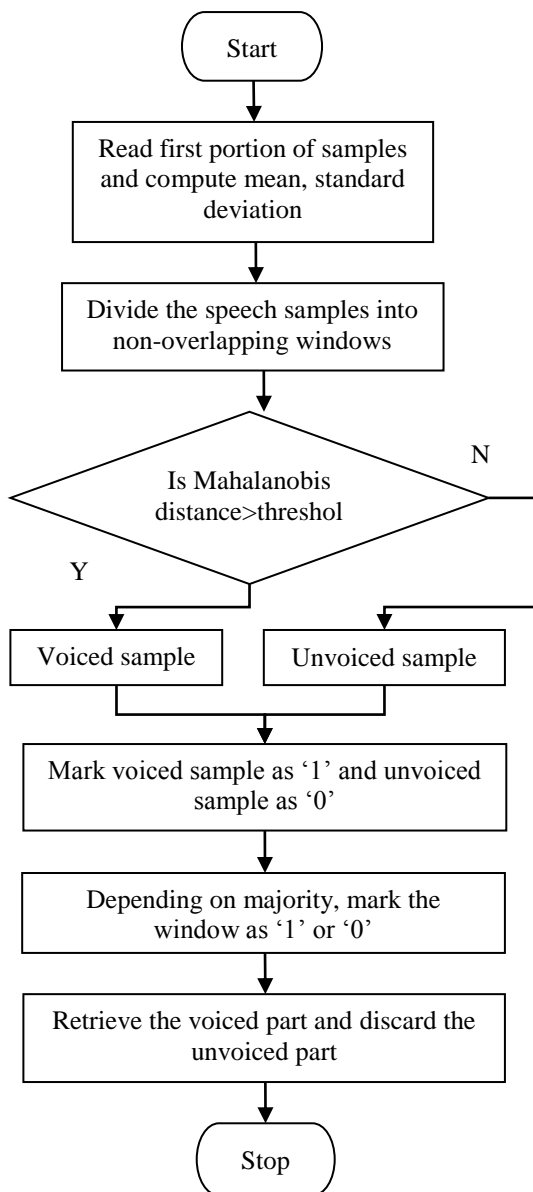 Start
Read first portion of samples
and compute mean, standard
deviation
Divide the speech samples into
non-overlapping windows
Is Mahalanobis
distance>threshol
N
Y
Voiced sample
Unvoiced sample
Mark voiced sample as ‘1’ and unvoiced
sample as ‘0’
Depending on majority, mark the
window as ‘1’ or ‘0’
Retrieve the voiced part and discard the
unvoiced part
Stop